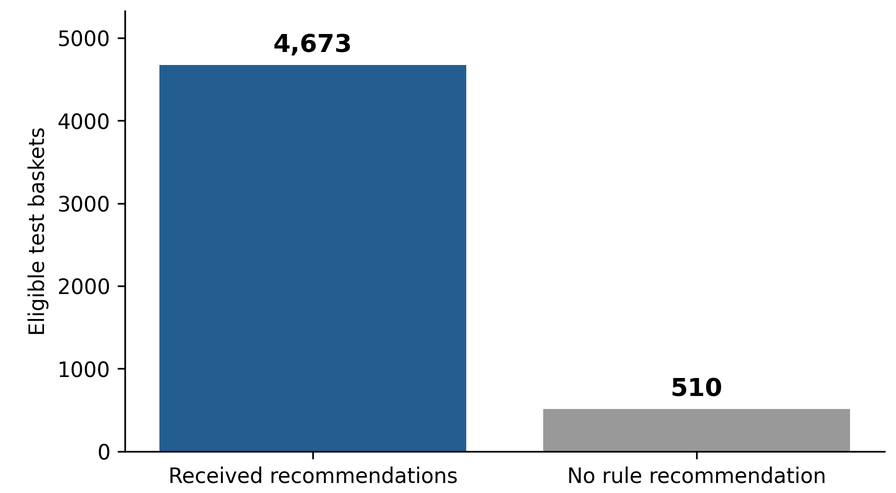 Eligible test baskets
5000
4000
3000
2000
1000
0
4,673
510
Received recommendations
No rule recommendation